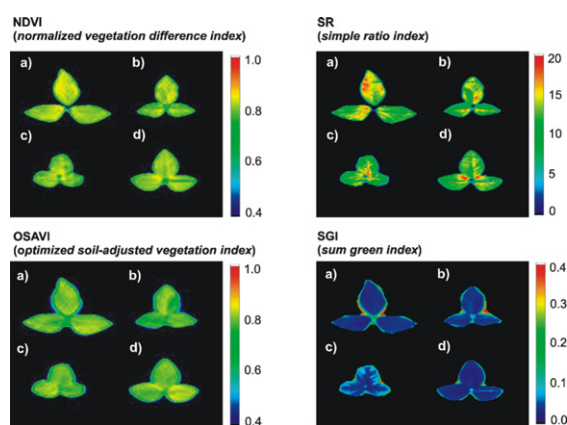 NDVI
(normalized vegetation difference index)
a)
b)
c)
d)
1.0
0.8
0.6
0.4
SR
(simple ratio index)
a)
b)
c)
d)
20
15
10
5
0
OSAVI
(optimized soil-adjusted vegetation index)
a)
b)
c)
d)
1.0
0.8
0.6
0.4
SGI
(sum green index)
a)
b)
c)
d)
0.4
0.3
0.2
0.1
0.0